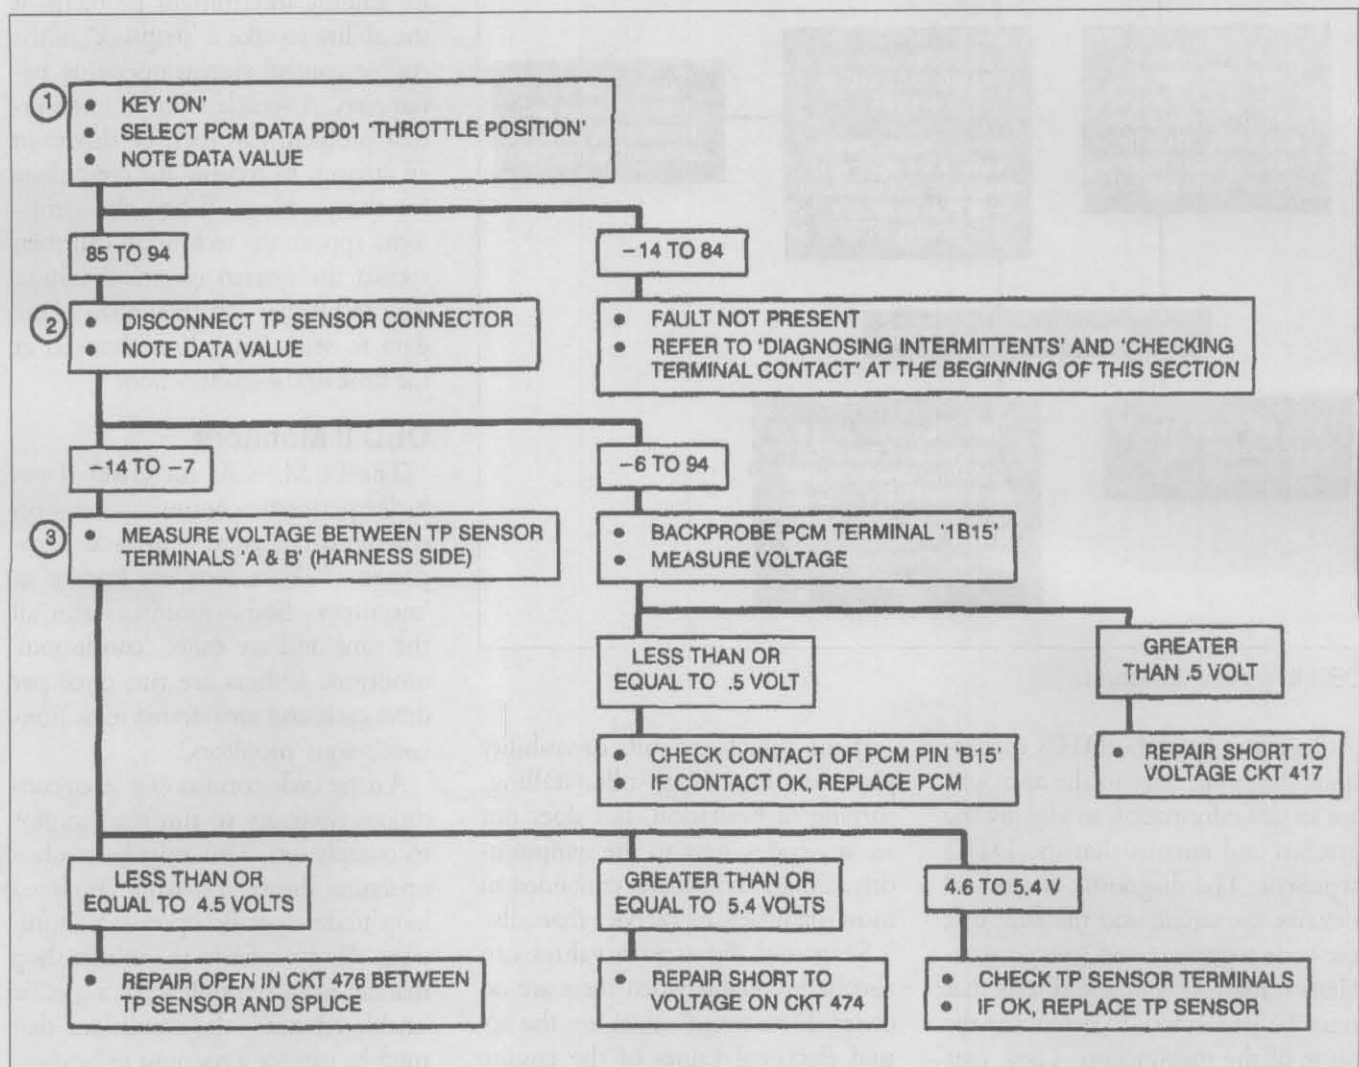 1
• KEY 'ON'
• SELECT PCM DATA PD01 'THROTTLE POSITION'
• NOTE DATA VALUE
85 TO 94
−14 TO 84
2
• DISCONNECT TP SENSOR CONNECTOR
• NOTE DATA VALUE
• FAULT NOT PRESENT
• REFER TO 'DIAGNOSING INTERMITTENTS' AND 'CHECKING
TERMINAL CONTACT' AT THE BEGINNING OF THIS SECTION
−14 TO −7
−6 TO 94
3
• MEASURE VOLTAGE BETWEEN TP SENSOR
TERMINALS 'A & B' (HARNESS SIDE)
• BACKPROBE PCM TERMINAL '1B15'
• MEASURE VOLTAGE
LESS THAN OR
EQUAL TO .5 VOLT
GREATER
THAN .5 VOLT
• CHECK CONTACT OF PCM PIN 'B15'
• IF CONTACT OK, REPLACE PCM
• REPAIR SHORT TO
VOLTAGE CKT 417
LESS THAN OR
EQUAL TO 4.5 VOLTS
GREATER THAN OR
EQUAL TO 5.4 VOLTS
4.6 TO 5.4 V
• REPAIR OPEN IN CKT 476 BETWEEN
TP SENSOR AND SPLICE
• REPAIR SHORT TO
VOLTAGE ON CKT 474
• CHECK TP SENSOR TERMINALS
• IF OK, REPLACE TP SENSOR